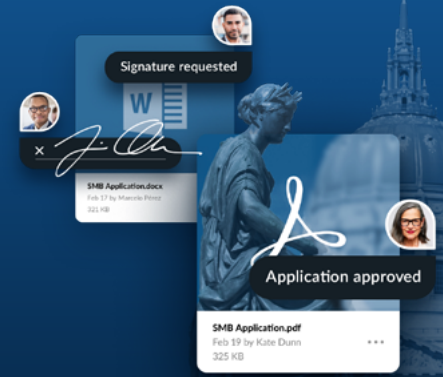 Signature requested
W
×
SMB Application.docx
Feb 17 by Marcelo Pérez
321 KB
Application approved
SMB Application.pdf
Feb 19 by Kate Dunn
325 KB